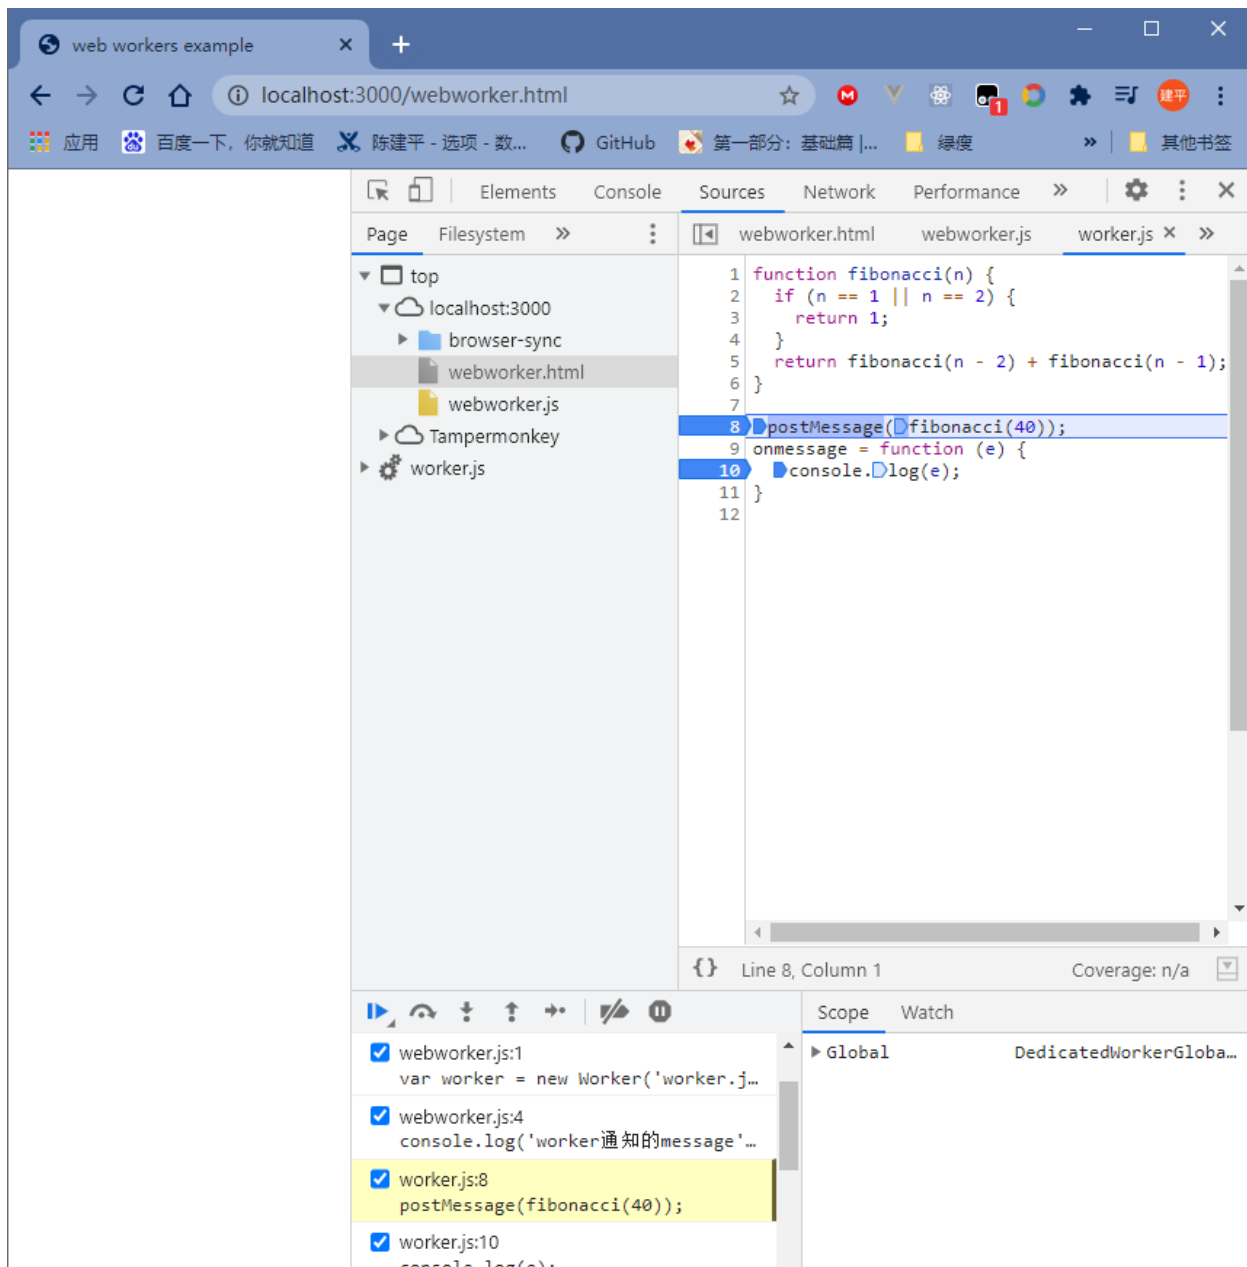 web workers example
localhost:3000/webworker.html
1
建平
应用
百度一下，你就知道
陈建平 - 选项 - 数...
GitHub
第一部分：基础篇 |...
绿瘦
»
其他书签
Elements Console Sources Network Performance »
Page Filesystem »
webworker.html webworker.js worker.js × »
top
localhost:3000
browser-sync
webworker.html
webworker.js
Tampermonkey
worker.js
1 function fibonacci(n) {
2 if (n == 1 || n == 2) {
3 return 1;
4 }
5 return fibonacci(n - 2) + fibonacci(n - 1);
6 }
7
8 postMessage(fibonacci(40));
9 onmessage = function (e) {
10 console.log(e);
11 }
12
{} Line 8, Column 1 Coverage: n/a
Scope Watch
webworker.js:1
var worker = new Worker('worker.j…
webworker.js:4
console.log('worker通知的message'…
worker.js:8
postMessage(fibonacci(40));
worker.js:10
console.log(e);
Global DedicatedWorkerGloba…